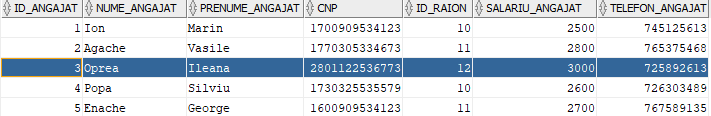 ID_ANGAJAT NUME_ANGAJAT PRENUME_ANGAJAT CNP ID_RAION SALARIU_ANGAJAT TELEFON_ANGAJAT
1 Ion Marin 1700909534123 10 2500 745125613
2 Agache Vasile 1770305334673 11 2800 765375468
3 Oprea Ileana 2801122536773 12 3000 725892613
4 Popa Silviu 1730325535579 10 2600 726303489
5 Enache George 1600909534123 11 2700 767589135